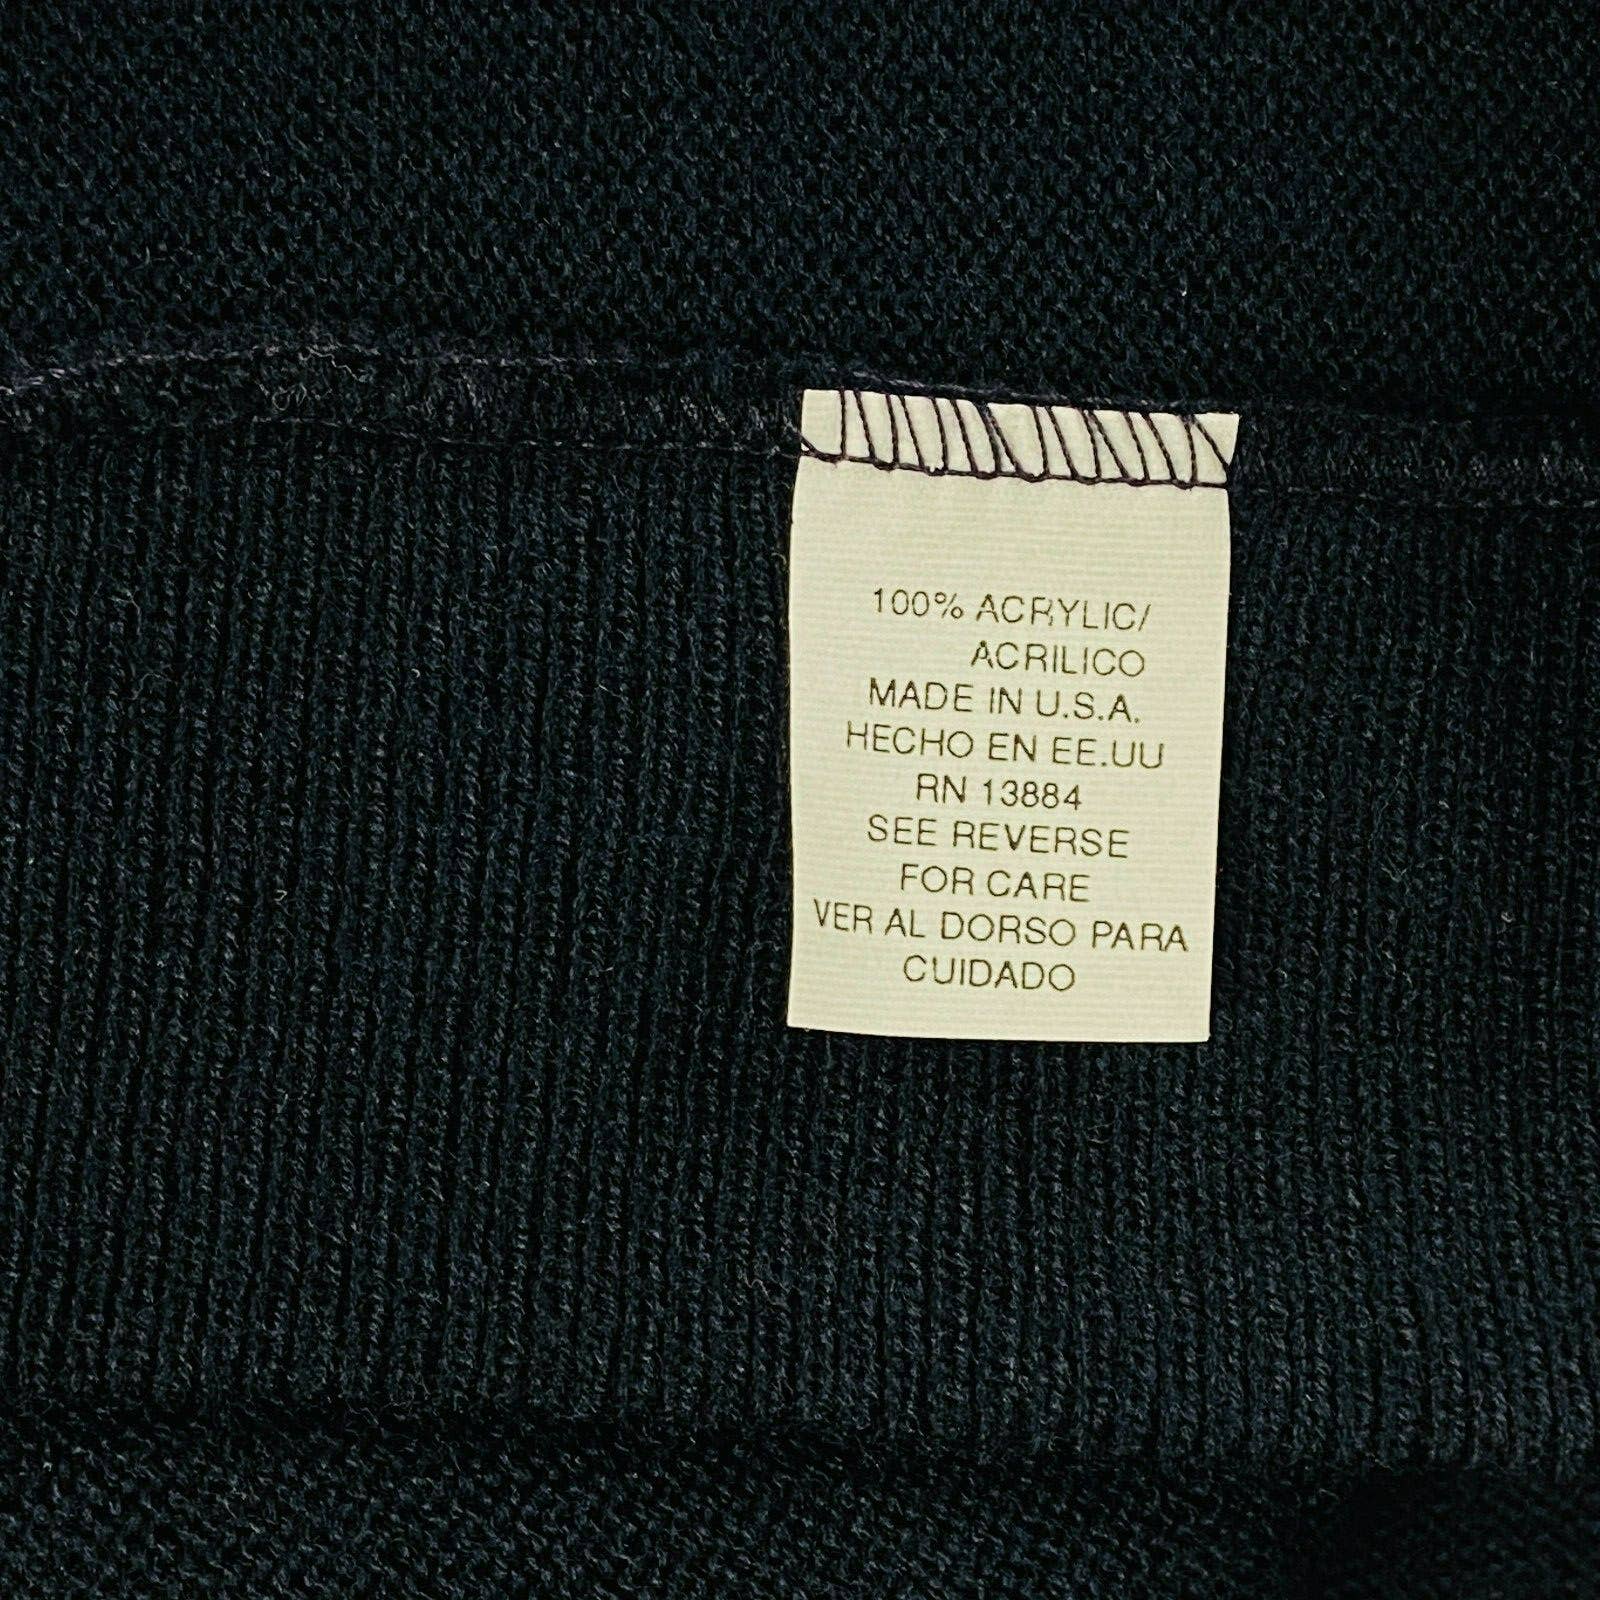 100% ACRYLIC/
ACRILICO
MADE IN U.S.A.
HECHO EN EE.UU
RN 13884
SEE REVERSE
FOR CARE
VER AL DORSO PARA
CUIDADO